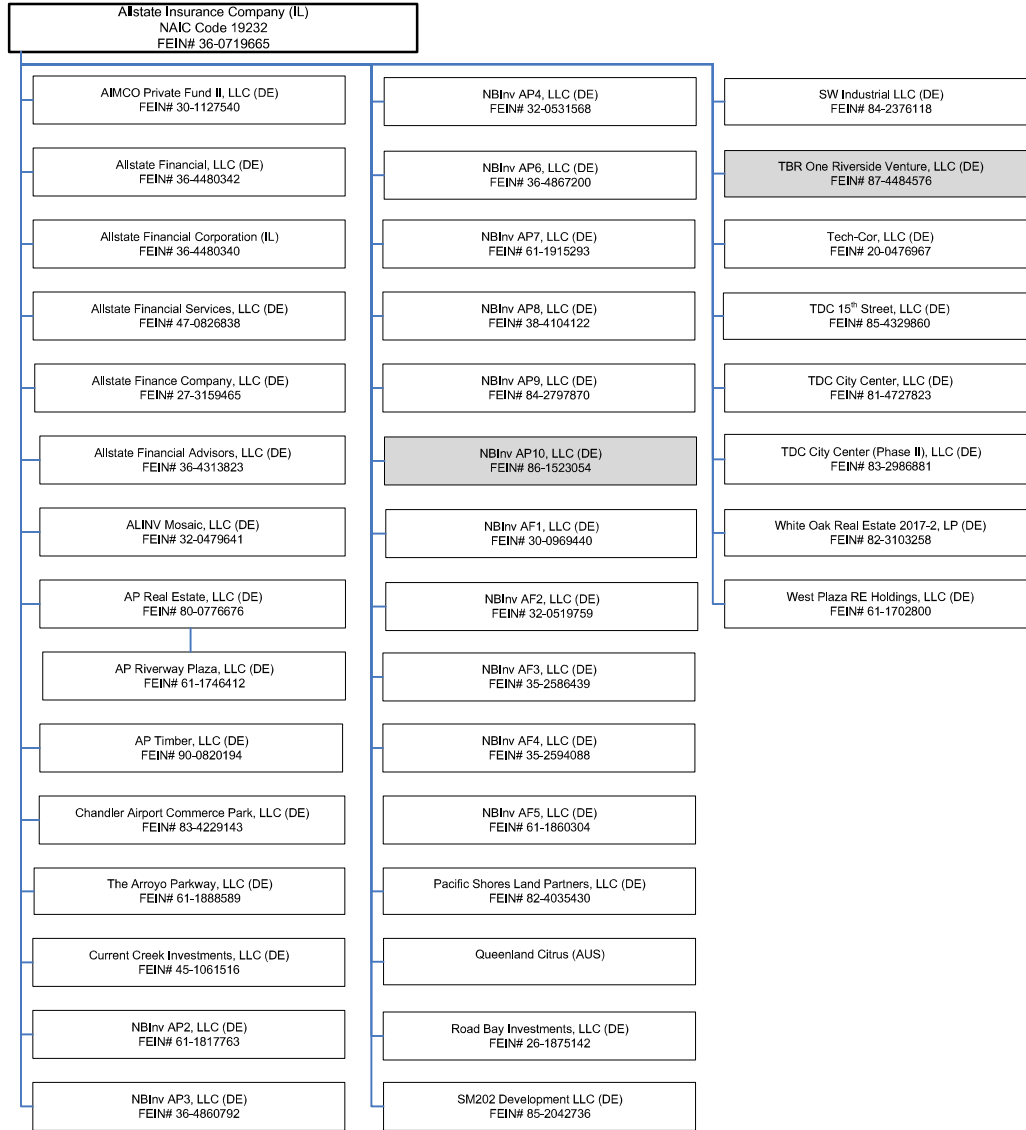 Allstate Insurance Company (IL)
NAIC Code 19232
FEIN# 36-0719665
AIMCO Private Fund II, LLC (DE)
FEIN# 30-1127540
Allstate Financial, LLC (DE)
FEIN# 36-4480342
Allstate Financial Corporation (IL)
FEIN# 36-4480340
Allstate Financial Services, LLC (DE)
FEIN# 47-0826838
Allstate Finance Company, LLC (DE)
FEIN# 27-3159465
Allstate Financial Advisors, LLC (DE)
FEIN# 36-4313823
ALINV Mosaic, LLC (DE)
FEIN# 32-0479641
AP Real Estate, LLC (DE)
FEIN# 80-0776676
AP Riverway Plaza, LLC (DE)
FEIN# 61-1746412
AP Timber, LLC (DE)
FEIN# 90-0820194
Chandler Airport Commerce Park, LLC (DE)
FEIN# 83-4229143
The Arroyo Parkway, LLC (DE)
FEIN# 61-1888589
Current Creek Investments, LLC (DE)
FEIN# 45-1061516
NBInv AP2, LLC (DE)
FEIN# 61-1817763
NBInv AP3, LLC (DE)
FEIN# 36-4860792
NBInv AP4, LLC (DE)
FEIN# 32-0531568
NBInv AP6, LLC (DE)
FEIN# 36-4867200
NBInv AP7, LLC (DE)
FEIN# 61-1915293
NBInv AP8, LLC (DE)
FEIN# 38-4104122
NBInv AP9, LLC (DE)
FEIN# 84-2797870
NBInv AP10, LLC (DE)
FEIN# 86-1523054
NBInv AF1, LLC (DE)
FEIN# 30-0969440
NBInv AF2, LLC (DE)
FEIN# 32-0519759
NBInv AF3, LLC (DE)
FEIN# 35-2586439
NBInv AF4, LLC (DE)
FEIN# 35-2594088
NBInv AF5, LLC (DE)
FEIN# 61-1860304
Pacific Shores Land Partners, LLC (DE)
FEIN# 82-4035430
Queenland Citrus (AUS)
Road Bay Investments, LLC (DE)
FEIN# 26-1875142
SM202 Development LLC (DE)
FEIN# 85-2042736
SW Industrial LLC (DE)
FEIN# 84-2376118
TBR One Riverside Venture, LLC (DE)
FEIN# 87-4484576
Tech-Cor, LLC (DE)
FEIN# 20-0476967
TDC 15th Street, LLC (DE)
FEIN# 85-4329860
TDC City Center, LLC (DE)
FEIN# 81-4727823
TDC City Center (Phase II), LLC (DE)
FEIN# 83-2986881
White Oak Real Estate 2017-2, LP (DE)
FEIN# 82-3103258
West Plaza RE Holdings, LLC (DE)
FEIN# 61-1702800